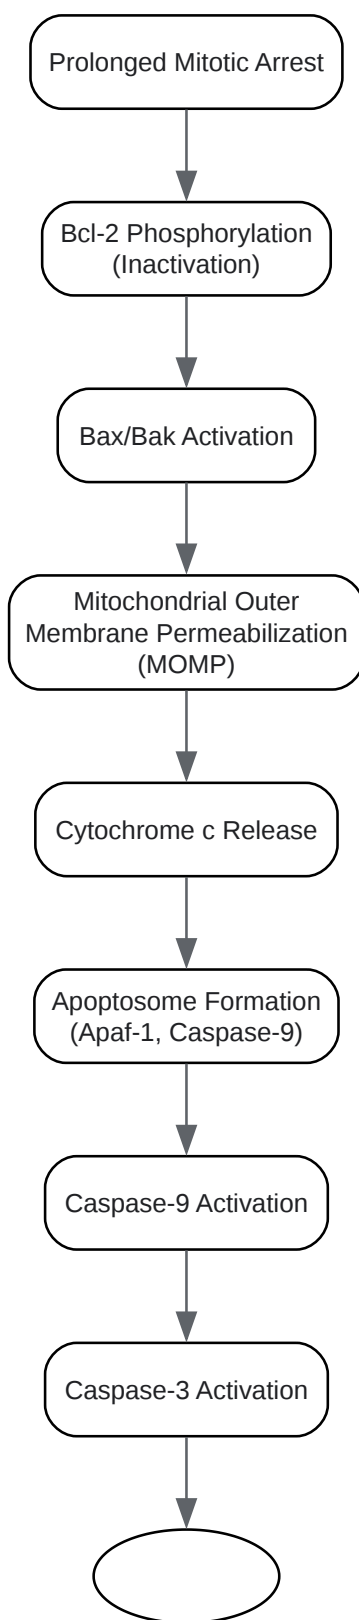 Prolonged Mitotic Arrest
Bcl-2 Phosphorylation
(Inactivation)
Bax/Bak Activation
Mitochondrial Outer
Membrane Permeabilization
(MOMP)
Cytochrome c Release
Apoptosome Formation
(Apaf-1, Caspase-9)
Caspase-9 Activation
Caspase-3 Activation